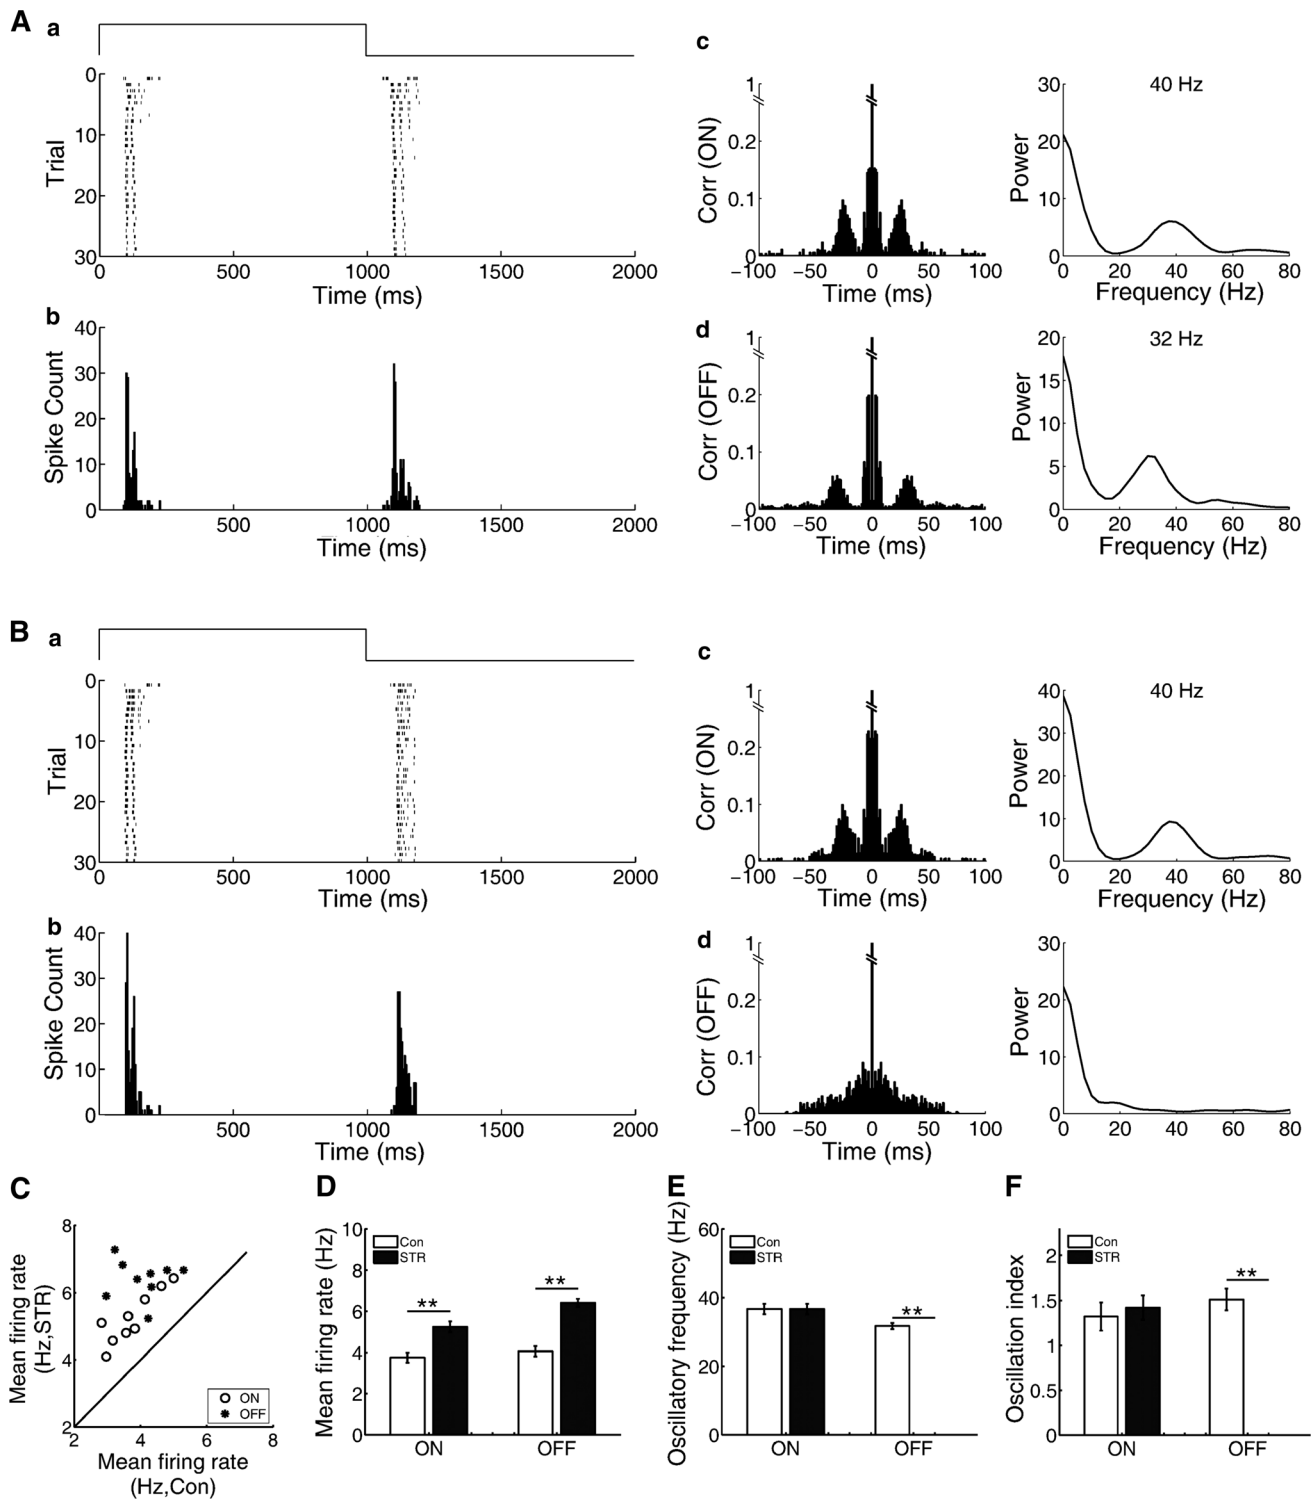 A
a
0
10
20
30
Trial
0
500
1000
1500
2000
Time (ms)
b
40
30
20
10
0
Spike Count
500
1000
1500
2000
Time (ms)
c
1
0.2
0.1
0
Corr (ON)
−100
−50
0
50
100
Time (ms)
40 Hz
30
20
10
0
Power
0
20
40
60
80
Frequency (Hz)
d
1
0.2
0.1
0
Corr (OFF)
−100
−50
0
50
100
Time (ms)
32 Hz
20
15
10
5
0
Power
0
20
40
60
80
Frequency (Hz)
B
a
0
10
20
30
Trial
0
500
1000
1500
2000
Time (ms)
b
40
30
20
10
0
Spike Count
500
1000
1500
2000
Time (ms)
c
1
0.2
0.1
0
Corr (ON)
−100
−50
0
50
100
Time (ms)
40 Hz
40
30
20
10
0
Power
0
20
40
60
80
Frequency (Hz)
d
1
0.2
0.1
0
Corr (OFF)
−100
−50
0
50
100
Time (ms)
30
20
10
0
Power
0
20
40
60
80
Frequency (Hz)
C
8
6
4
2
Mean firing rate
(Hz,STR)
ON
OFF
2
4
6
8
Mean firing rate
(Hz,Con)
D
10
8
6
4
2
0
Mean firing rate (Hz)
Con
STR
**
**
ON
OFF
E
60
40
20
0
Oscillatory frequency (Hz)
Con
STR
**
ON
OFF
F
2
1.5
1
0.5
0
Oscillation index
Con
STR
**
ON
OFF